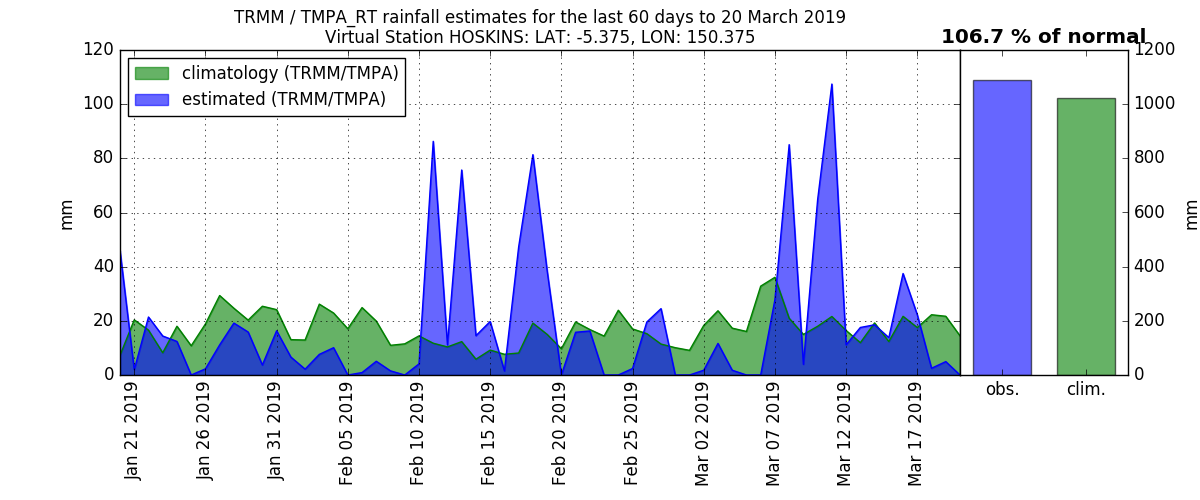 TRMM / TMPA_RT rainfall estimates for the last 60 days to 20 March 2019
Virtual Station HOSKINS: LAT: -5.375, LON: 150.375
106.7 % of normal
climatology (TRMM/TMPA)
estimated (TRMM/TMPA)
mm
120
100
80
60
40
20
0
1200
1000
800
600
400
200
0
mm
Jan 21 2019
Jan 26 2019
Jan 31 2019
Feb 05 2019
Feb 10 2019
Feb 15 2019
Feb 20 2019
Feb 25 2019
Mar 02 2019
Mar 07 2019
Mar 12 2019
Mar 17 2019
obs.
clim.